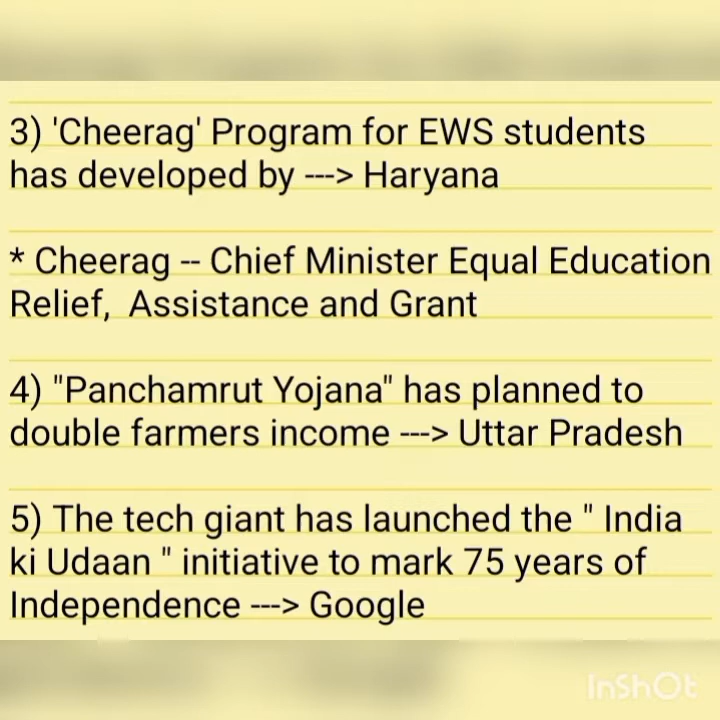 3) 'Cheerag' Program for EWS students
has developed by ---> Haryana
* Cheerag -- Chief Minister Equal Education
Relief,  Assistance and Grant
4) "Panchamrut Yojana" has planned to
double farmers income ---> Uttar Pradesh
5) The tech giant has launched the " India
ki Udaan " initiative to mark 75 years of
Independence ---> Google
InShOt